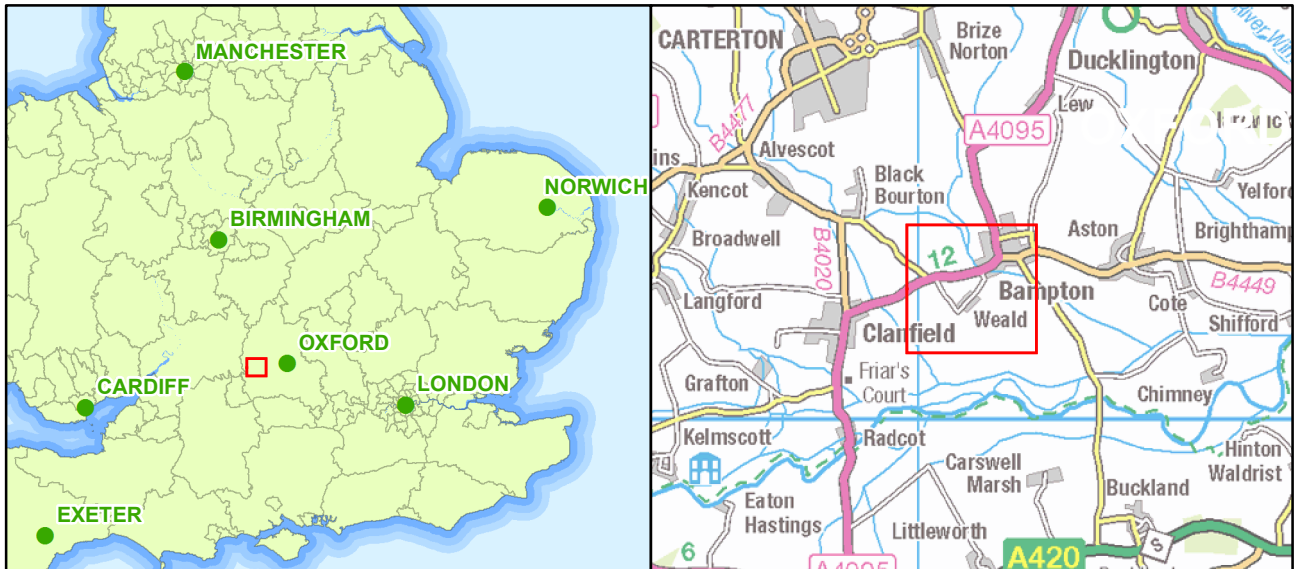 MANCHESTER
NORWICH
BIRMINGHAM
OXFORD
CARDIFF
LONDON
EXETER
CARTERTON
Brize
Norton
Ducklington
B4477
Lew
A4095
OXFORD
Alvescot
Kencot
Black
Bourton
Yelford
Broadwell
B4020
12
Aston
Brighthamp
Langford
Bampton
B4449
Cote
Weald
Shifford
Clanfield
Grafton
Friar's
Court
Chimney
Kelmscott
Radcot
Hinton
Waldrist
Carswell
Marsh
Buckland
Eaton
Hastings
Littleworth
S
6
A420
A4095